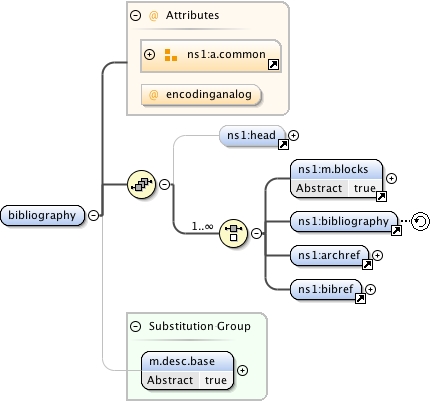 Attributes
ns1:a.common
@ encodinganalog
ns1:head
bibliography
1..∞
ns1:m.blocks
Abstract true
ns1:bibliography
ns1:archref
ns1:bibref
Substitution Group
m.desc.base
Abstract true